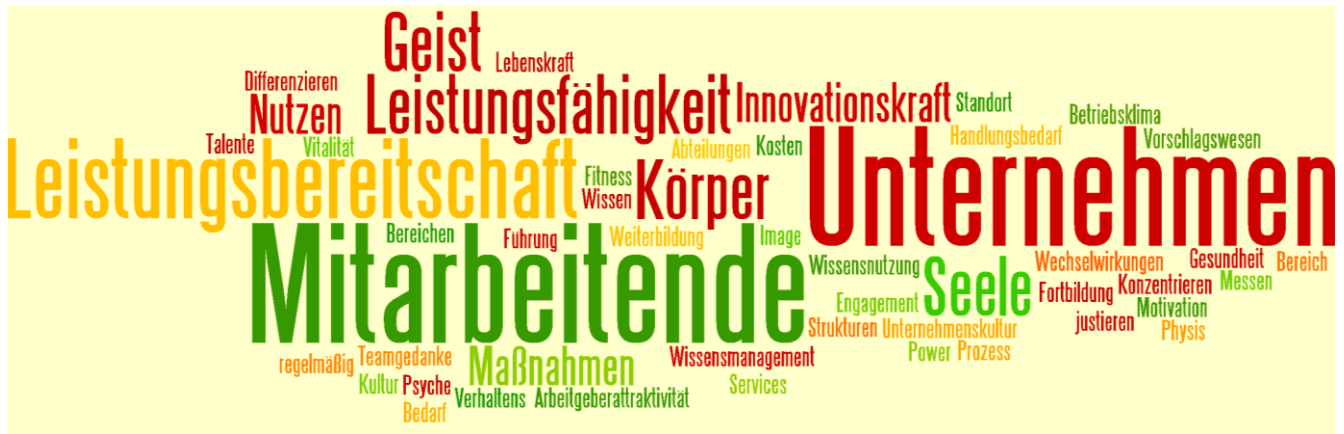 Geist
Lebenskraft
Differenzieren
Nutzen
Leistungsfähigkeit
Innovationskraft
Standort
Betriebsklima
Talente
Vitalität
Abteilungen
Kosten
Handlungsbedarf
Vorschlagswesen
Leistungsbereitschaft
Fitness
Wissen
Körper
Unternehmen
Bereichen
Führung
Weiterbildung
Image
Mitarbeitende
Wissensnutzung
Seele
Wechselwirkungen
Gesundheit
Bereich
Fortbildung
Konzentrieren
Messen
Engagement
Motivation
justieren
Physis
Strukturen
Unternehmenskultur
Power
Prozess
regelmäßig
Teamgedanke
Maßnahmen
Wissensmanagement
Kultur
Psyche
Verhaltens
Arbeitgeberattraktivität
Services
Bedarf